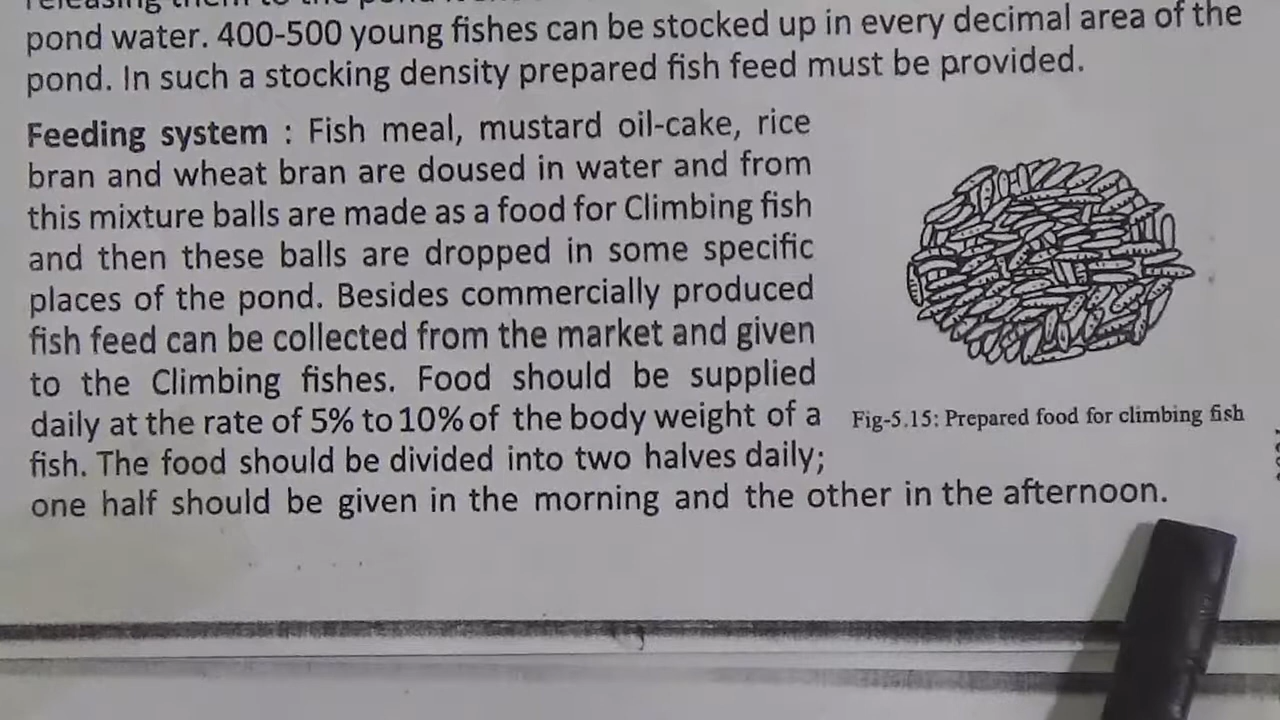 releasing them to the pond
pond water. 400-500 young fishes can be stocked up in every decimal area of the
pond. In such a stocking density prepared fish feed must be provided.
Feeding system : Fish meal, mustard oil-cake, rice
bran and wheat bran are doused in water and from
this mixture balls are made as a food for Climbing fish
and then these balls are dropped in some specific
places of the pond. Besides commercially produced
fish feed can be collected from the market and given
to the Climbing fishes. Food should be supplied
daily at the rate of 5% to 10% of the body weight of a
fish. The food should be divided into two halves daily;
one half should be given in the morning and the other in the afternoon.
Fig-5.15: Prepared food for climbing fish